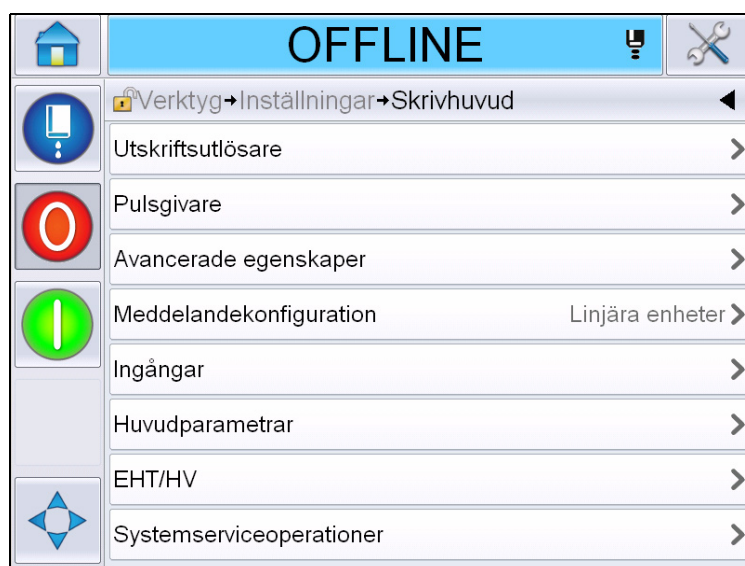 OFFLINE
Verktyg→Inställningar→Skrivhuvud
Utskriftsutlösare
Pulsgivare
Avancerade egenskaper
Meddelandekonfiguration Linjära enheter
Ingångar
Huvudparametrar
EHT/HV
Systemserviceoperationer